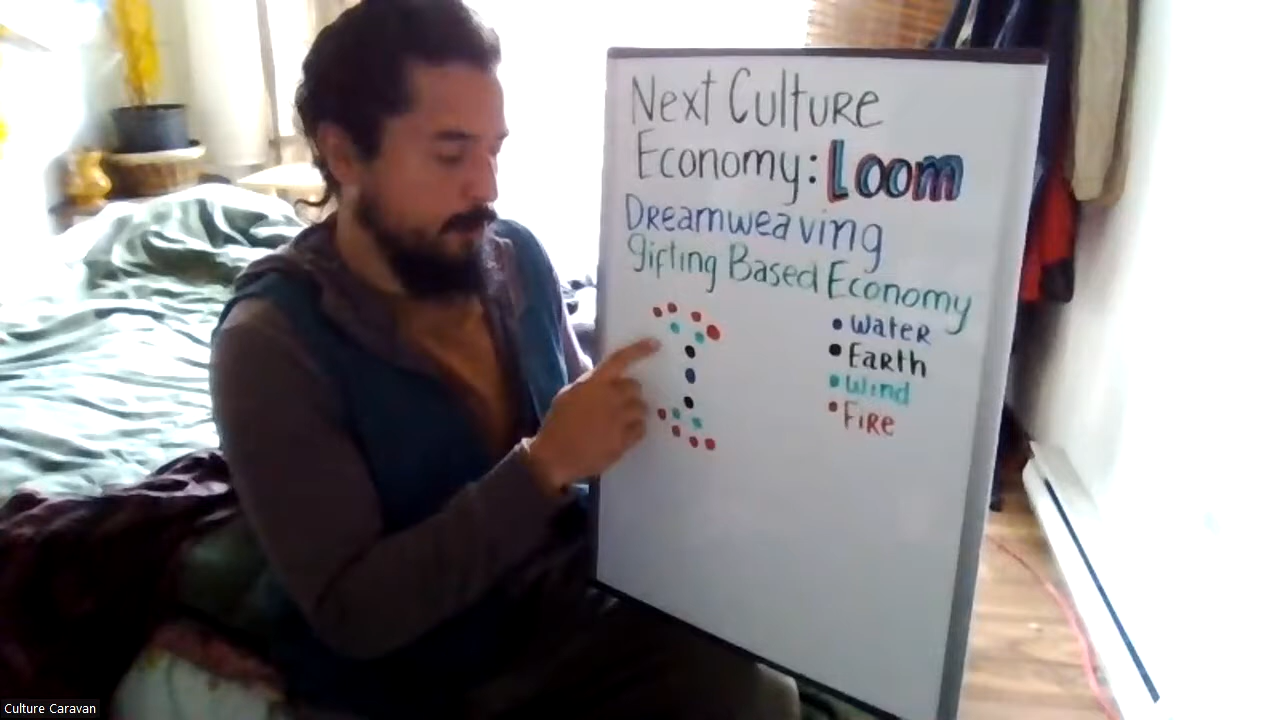 Next Culture
Economy: Loom
Dreamweaving
Gifting Based Economy
• Water
• Earth
• Wind
• Fire
Culture Caravan